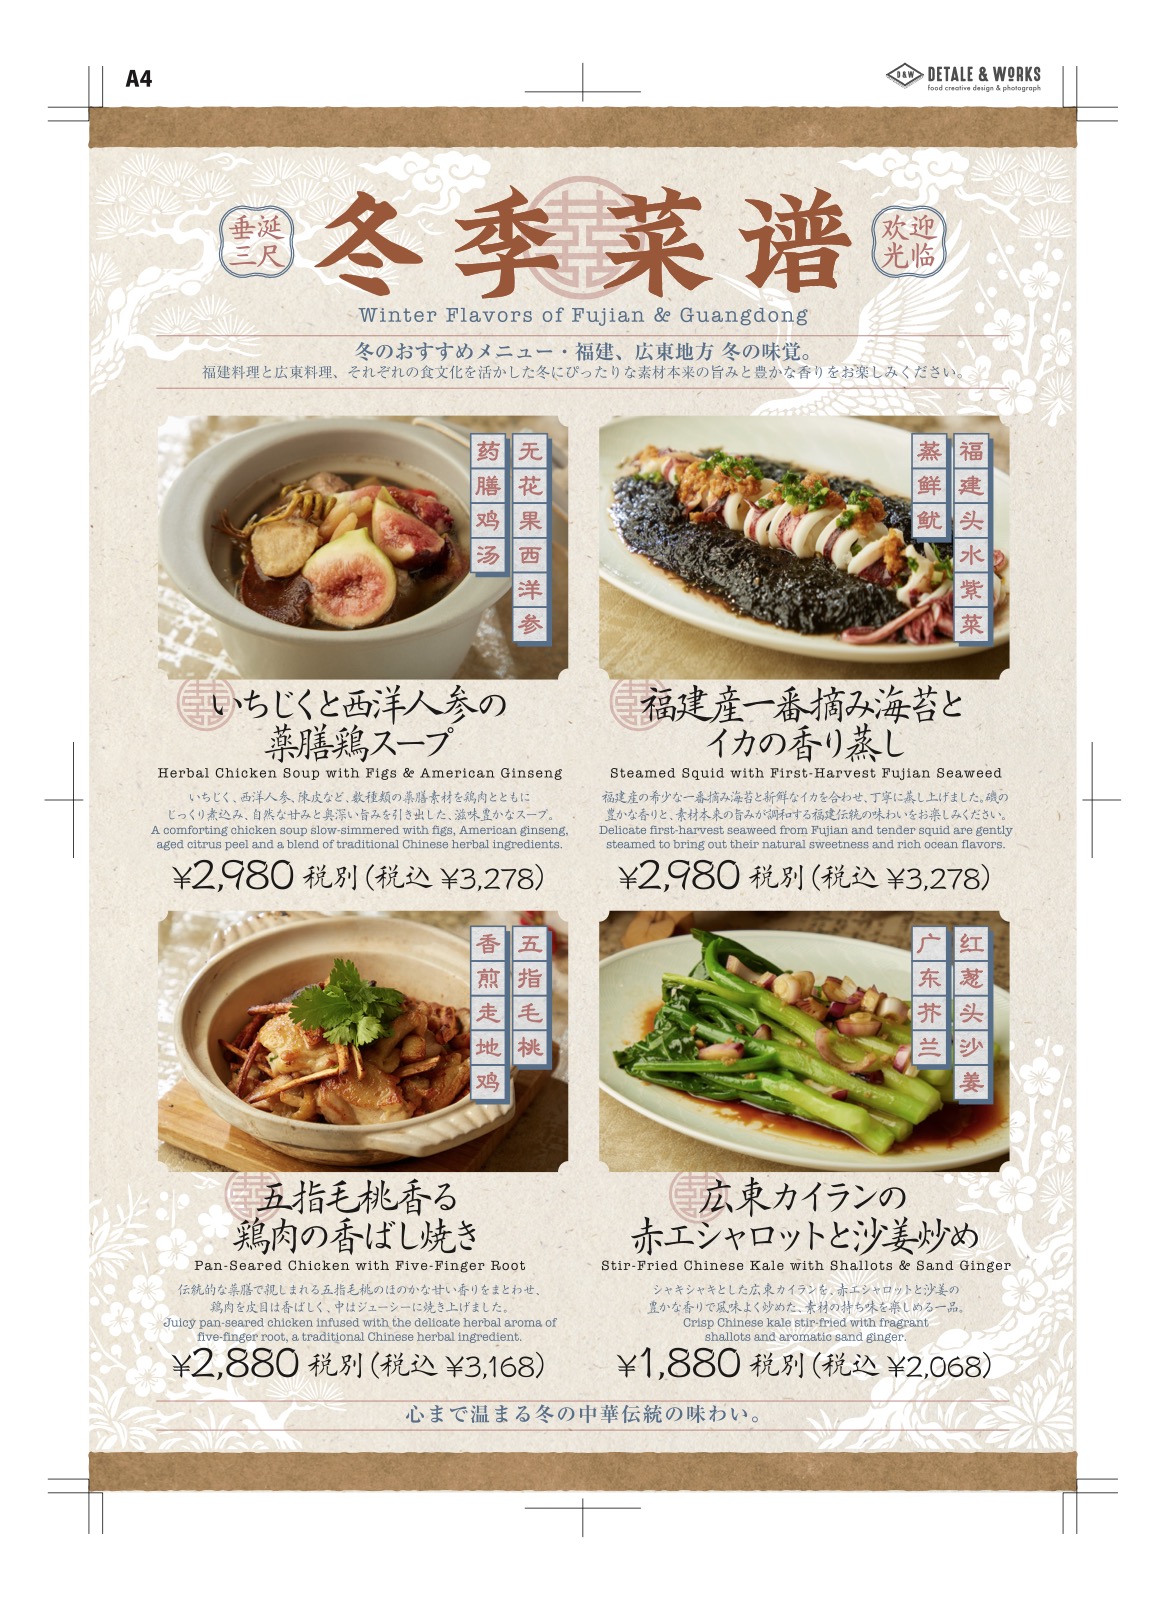 A4
D&W
DETALE & WORKS
food creative design & photograph
垂涎
三尺
冬季菜谱
欢迎
光临
Winter Flavors of Fujian & Guangdong
冬のおすすめメニュー・福建、広東地方 冬の味覚。
福建料理と広東料理、それぞれの食文化を活かした冬にぴったりな素材本来の旨みと豊かな香りをお楽しみください。
无花果西洋参
药膳鸡汤
いちじくと西洋人参の
薬膳鶏スープ
Herbal Chicken Soup with Figs & American Ginseng
いちじく、西洋人参、陳皮など、数種類の薬膳素材を鶏肉とともに
じっくり煮込み、自然な甘みと奥深い旨みを引き出した、滋味豊かなスープ。
A comforting chicken soup slow-simmered with figs, American ginseng,
aged citrus peel and a blend of traditional Chinese herbal ingredients.
¥2,980 税別(税込 ¥3,278)
福建头水紫菜
蒸鲜鱿
福建産一番摘み海苔と
イカの香り蒸し
Steamed Squid with First-Harvest Fujian Seaweed
福建産の希少な一番摘み海苔と新鮮なイカを合わせ、丁寧に蒸し上げました。磯の
豊かな香りと、素材本来の旨みが調和する福建伝統の味わいをお楽しみください。
Delicate first-harvest seaweed from Fujian and tender squid are gently
steamed to bring out their natural sweetness and rich ocean flavors.
¥2,980 税別(税込 ¥3,278)
五指毛桃
香煎走地鸡
五指毛桃香る
鶏肉の香ばし焼き
Pan-Seared Chicken with Five-Finger Root
伝統的な薬膳で親しまれる五指毛桃のほのかな甘い香りをまとわせ、
鶏肉を皮目は香ばしく、中はジューシーに焼き上げました。
Juicy pan-seared chicken infused with the delicate herbal aroma of
five-finger root, a traditional Chinese herbal ingredient.
¥2,880 税別(税込 ¥3,168)
红葱头沙姜
广东芥兰
広東カイランの
赤エシャロットと沙姜炒め
Stir-Fried Chinese Kale with Shallots & Sand Ginger
シャキシャキとした広東カイランを、赤エシャロットと沙姜の
豊かな香りで風味よく炒めた、素材の持ち味を楽しめる一品。
Crisp Chinese kale stir-fried with fragrant
shallots and aromatic sand ginger.
¥1,880 税別(税込 ¥2,068)
心まで温まる冬の中華伝統の味わい。